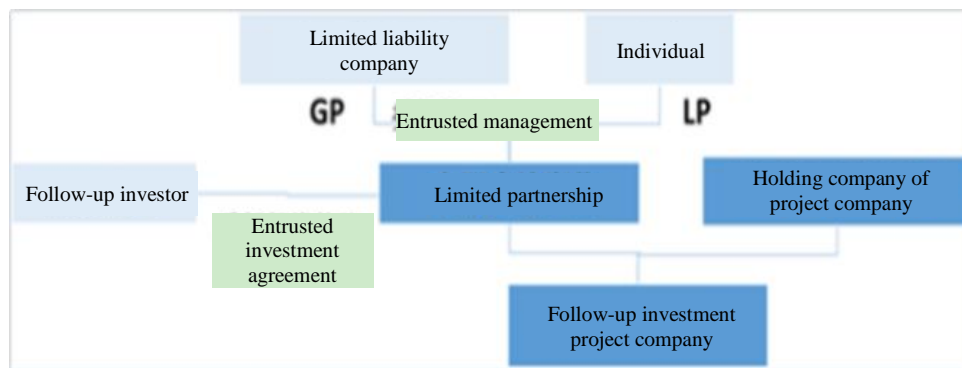 Limited liability
company
Individual
GP
Entrusted management
LP
Follow-up investor
Limited partnership
Holding company of
project company
Entrusted
investment
agreement
Follow-up investment
project company